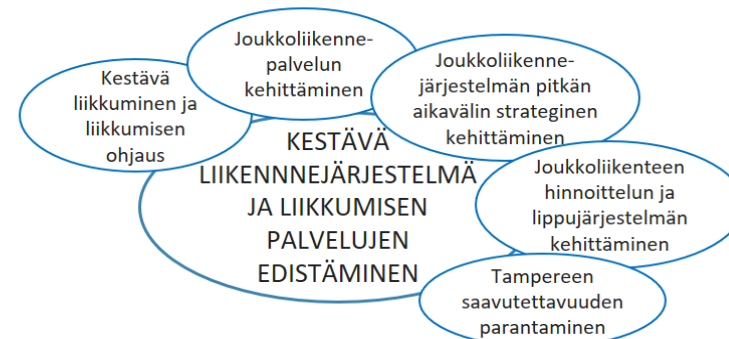 Kestävä
liikkuminen ja
liikkumisen
ohjaus
Joukkoliikenne-
palvelun
kehittäminen
Joukkoliikenne-
järjestelmän pitkän
aikavälin strateginen
kehittäminen
Joukkoliikenteen
hinnoittelun ja
lippujärjestelmän
kehittäminen
Tampereen
saavutettavuuden
parantaminen
KESTÄVÄ
LIIKENNNEJÄRJESTELMÄ
JA LIIKKUMISEN
PALVELUJEN
EDISTÄMINEN